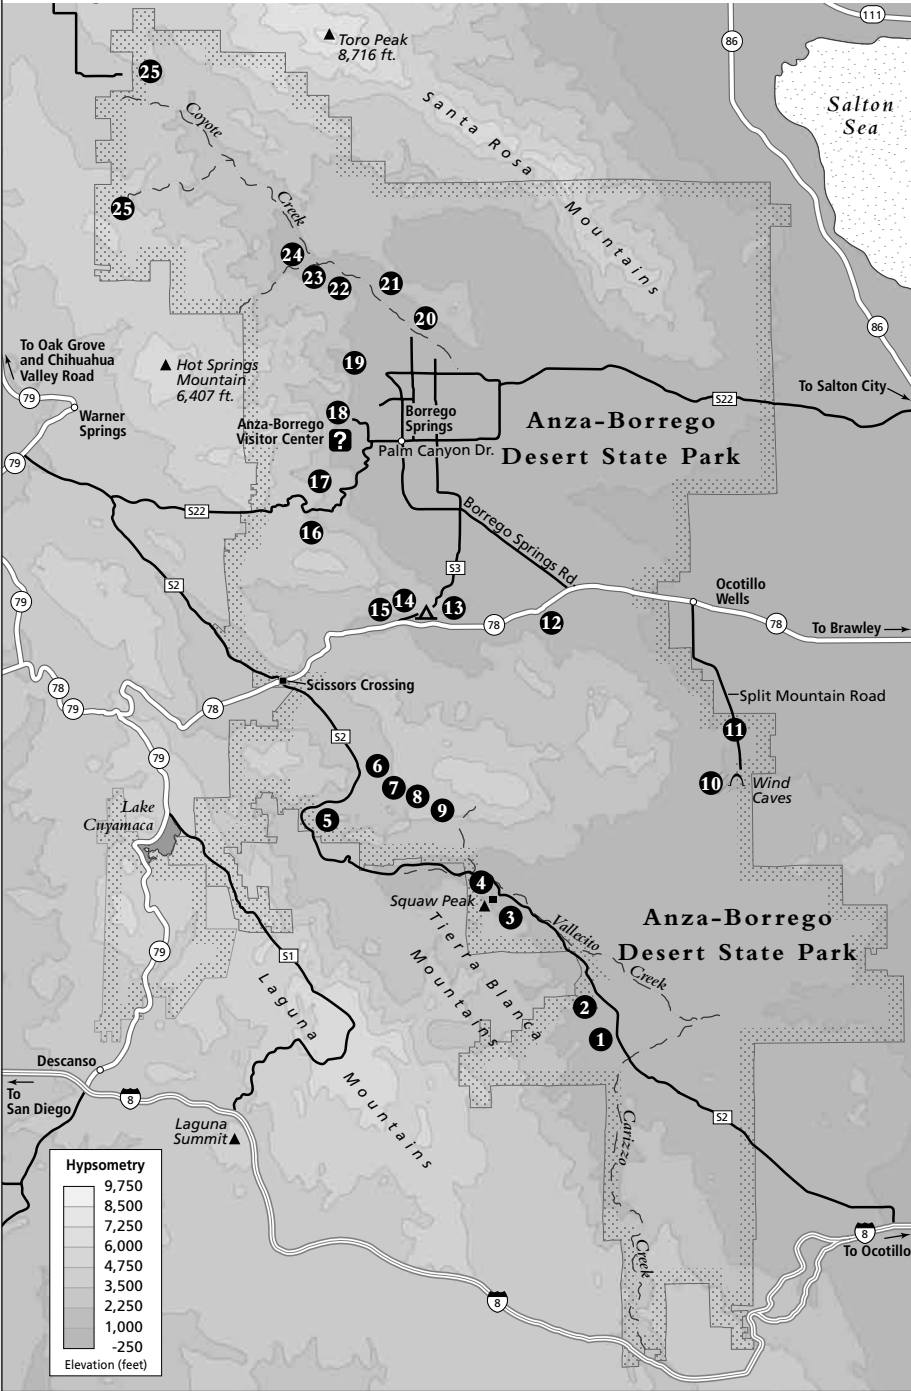 111
86
Toro Peak
8,716 ft.
Salton
Sea
25
Coyote
Santa Rosa
Mountains
25
Creek
24
23
22
21
20
86
To Oak Grove
and Chihuahua
Valley Road
Hot Springs
Mountain
6,407 ft.
19
79
Warner
Springs
To Salton City
S22
18
Borrego
Springs
Anza-Borrego
Visitor Center
?
Anza-Borrego
Desert State Park
Palm Canyon Dr.
79
17
S22
16
Borrego Springs Rd.
S3
S2
79
15
14
13
12
78
Ocotillo
Wells
78
To Brawley
Scissors Crossing
78
79
78
Split Mountain Road
S2
11
79
6
7
8
9
10
Wind
Caves
Lake
Cuyamaca
5
4
Squaw Peak
3
Anza-Borrego
Desert State Park
Vallecito
Creek
Tierra Blanca
Mountains
79
S1
Laguna
Mountains
2
1
Descanso
To
San Diego
8
Laguna
Summit
S2
Carizzo
Creek
8
To Ocotillo
8
Hypsometry
9,750
8,500
7,250
6,000
4,750
3,500
2,250
1,000
-250
Elevation (feet)